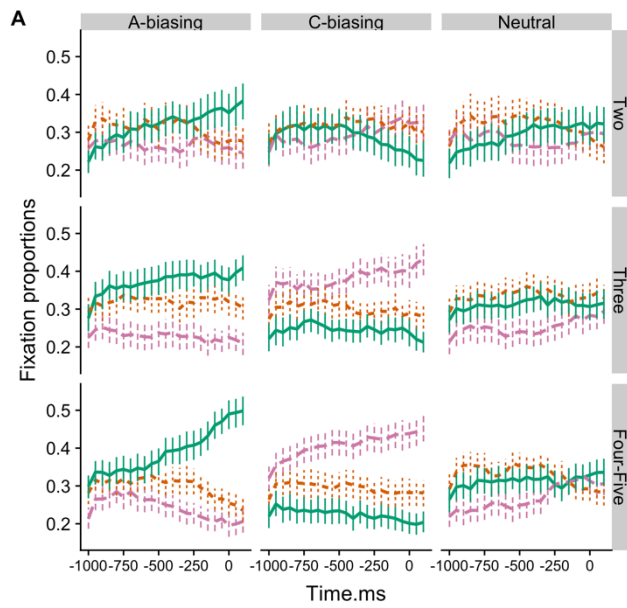 A
A-biasing C-biasing Neutral
0.5
0.4
0.3
0.2
Two
0.5
0.4
0.3
0.2
Three
0.5
0.4
0.3
0.2
Four-Five
Fixation proportions
-1000 -750 -500 -250 0 -1000 -750 -500 -250 0 -1000 -750 -500 -250 0
Time.ms